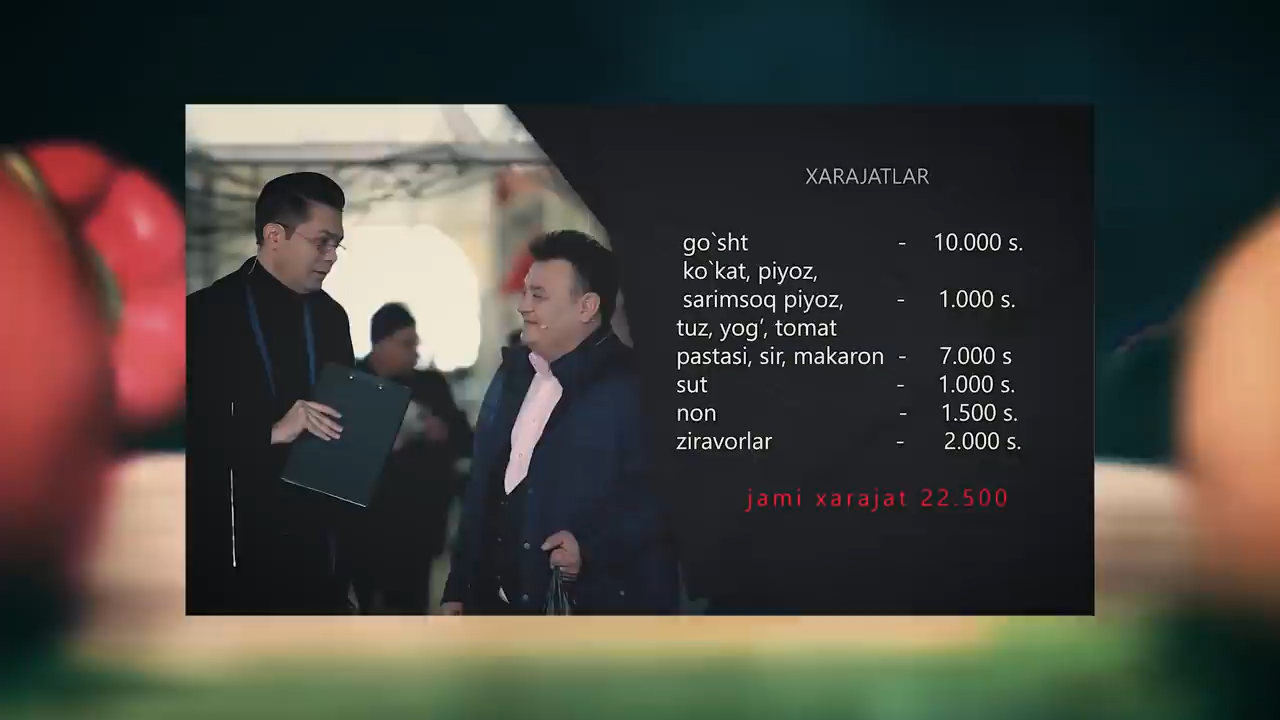 XARAJATLAR
go`sht - 10.000 s.
ko`kat, piyoz,
sarimsoq piyoz, - 1.000 s.
tuz, yog’, tomat
pastasi, sir, makaron - 7.000 s
sut - 1.000 s.
non - 1.500 s.
ziravorlar - 2.000 s.
jami xarajat 22.500